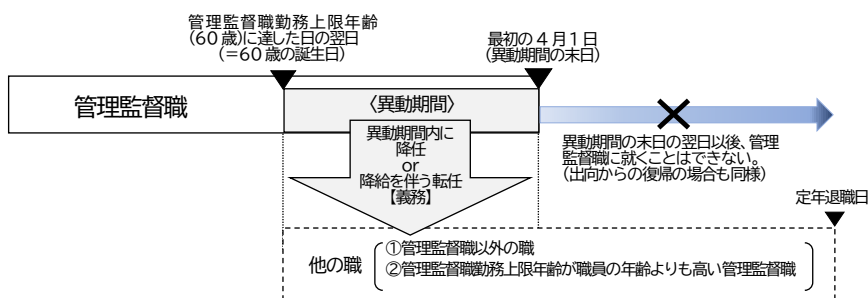 管理監督職勤務上限年齢
(60歳)に達した日の翌日
(=60歳の誕生日)
最初の4月1日
(異動期間の末日)
管理監督職
〈異動期間〉
異動期間内に
降任
or
降給を伴う転任
【義務】
異動期間の末日の翌日以後、管理
監督職に就くことはできない。
(出向からの復帰の場合も同様)
定年退職日
他の職
①管理監督職以外の職
②管理監督職勤務上限年齢が職員の年齢よりも高い管理監督職